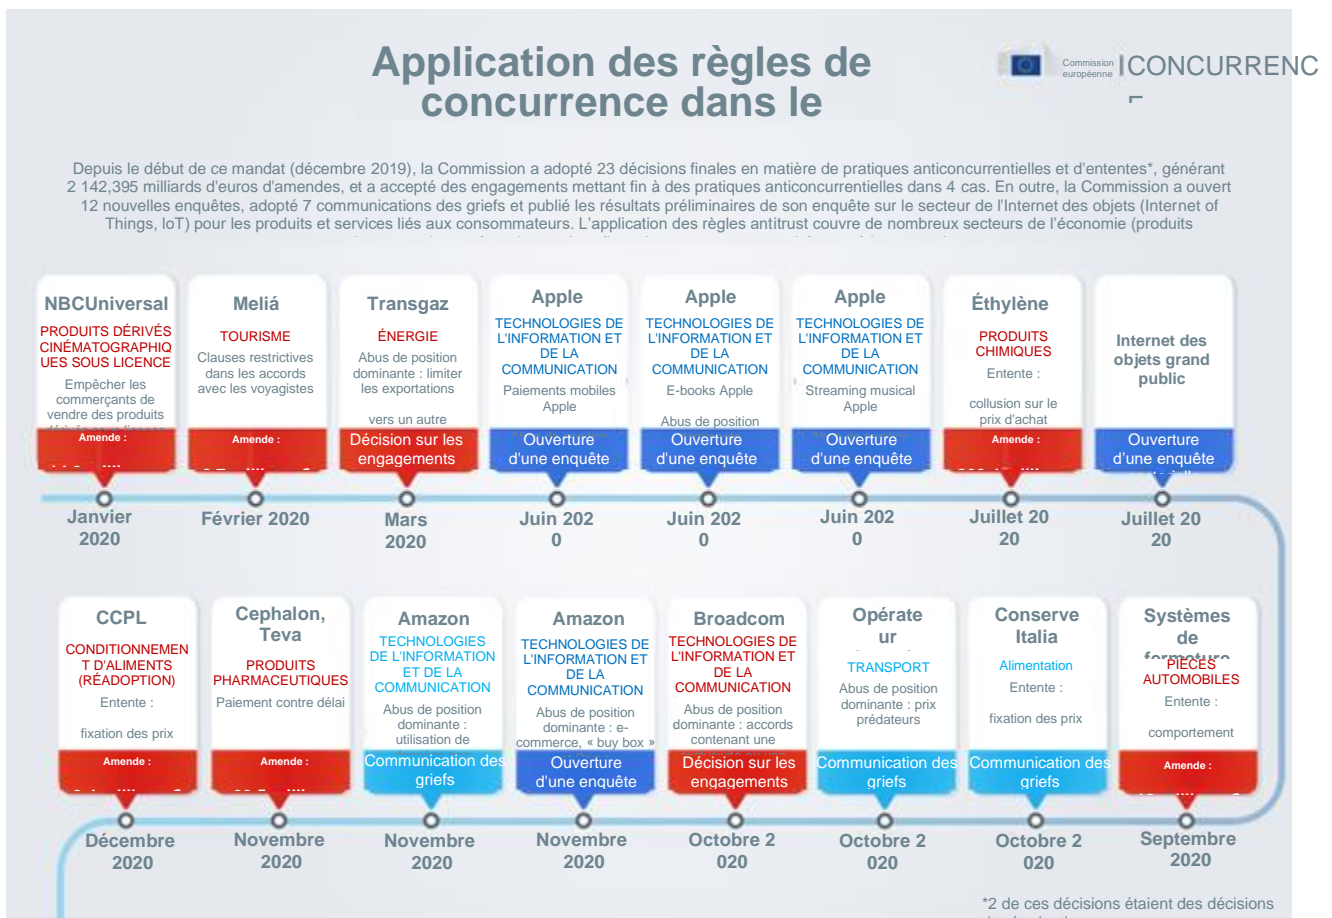 Application des règles de
concurrence dans le
Commission
européenne
CONCURRENC
Depuis le début de ce mandat (décembre 2019), la Commission a adopté 23 décisions finales en matière de pratiques anticoncurrentielles et d'ententes*, générant
2 142,395 milliards d'euros d'amendes, et a accepté des engagements mettant fin à des pratiques anticoncurrentielles dans 4 cas. En outre, la Commission a ouvert
12 nouvelles enquêtes, adopté 7 communications des griefs et publié les résultats préliminaires de son enquête sur le secteur de l'Internet des objets (Internet of
Things, IoT) pour les produits et services liés aux consommateurs. L'application des règles antitrust couvre de nombreux secteurs de l'économie (produits
NBCUniversal
PRODUITS DÉRIVÉS
CINÉMATOGRAPHIQ
UES SOUS LICENCE
Empêcher les
commerçants de
vendre des produits
dérivés sous licence
Amende :
Janvier
2020
Meliá
TOURISME
Clauses restrictives
dans les accords
avec les voyagistes
Amende :
Février 2020
Transgaz
ÉNERGIE
Abus de position
dominante : limiter
les exportations
vers un autre
Décision sur les
engagements
Mars
2020
Apple
TECHNOLOGIES DE
L'INFORMATION ET
DE LA
COMMUNICATION
Paiements mobiles
Apple
Ouverture
d'une enquête
Juin 202
0
Apple
TECHNOLOGIES DE
L'INFORMATION ET
DE LA
COMMUNICATION
E-books Apple
Abus de position
Ouverture
d'une enquête
Juin 202
0
Apple
TECHNOLOGIES DE
L'INFORMATION ET
DE LA
COMMUNICATION
Streaming musical
Apple
Ouverture
d'une enquête
Juin 202
0
Éthylène
PRODUITS
CHIMIQUES
Entente :
collusion sur le
prix d'achat
Amende :
Juillet 20
20
Internet des
objets grand
public
Ouverture
d'une enquête
Juillet 20
20
CCPL
CONDITIONNEMEN
T D'ALIMENTS
(RÉADOPTION)
Entente :
fixation des prix
Amende :
Décembre
2020
Cephalon,
Teva
PRODUITS
PHARMACEUTIQUES
Paiement contre délai
Amende :
Novembre
2020
Amazon
TECHNOLOGIES
DE L'INFORMATION
ET DE LA
COMMUNICATION
Abus de position
dominante :
utilisation de
Communication des
griefs
Novembre
2020
Amazon
TECHNOLOGIES DE
L'INFORMATION ET
DE LA
COMMUNICATION
Abus de position
dominante : e-
commerce, « buy box »
Ouverture
d'une enquête
Novembre
2020
Broadcom
TECHNOLOGIES DE
L'INFORMATION ET
DE LA
COMMUNICATION
Abus de position
dominante : accords
contenant une
Décision sur les
engagements
Octobre 2
020
Opérate
ur
TRANSPORT
Abus de position
dominante : prix
prédateurs
Communication des
griefs
Octobre 2
020
Conserve
Italia
Alimentation
Entente :
fixation des prix
Communication des
griefs
Octobre 2
020
Systèmes
de
fermeture
PIÈCES
AUTOMOBILES
Entente :
comportement
Amende :
Septembre
2020
*2 de ces décisions étaient des décisions